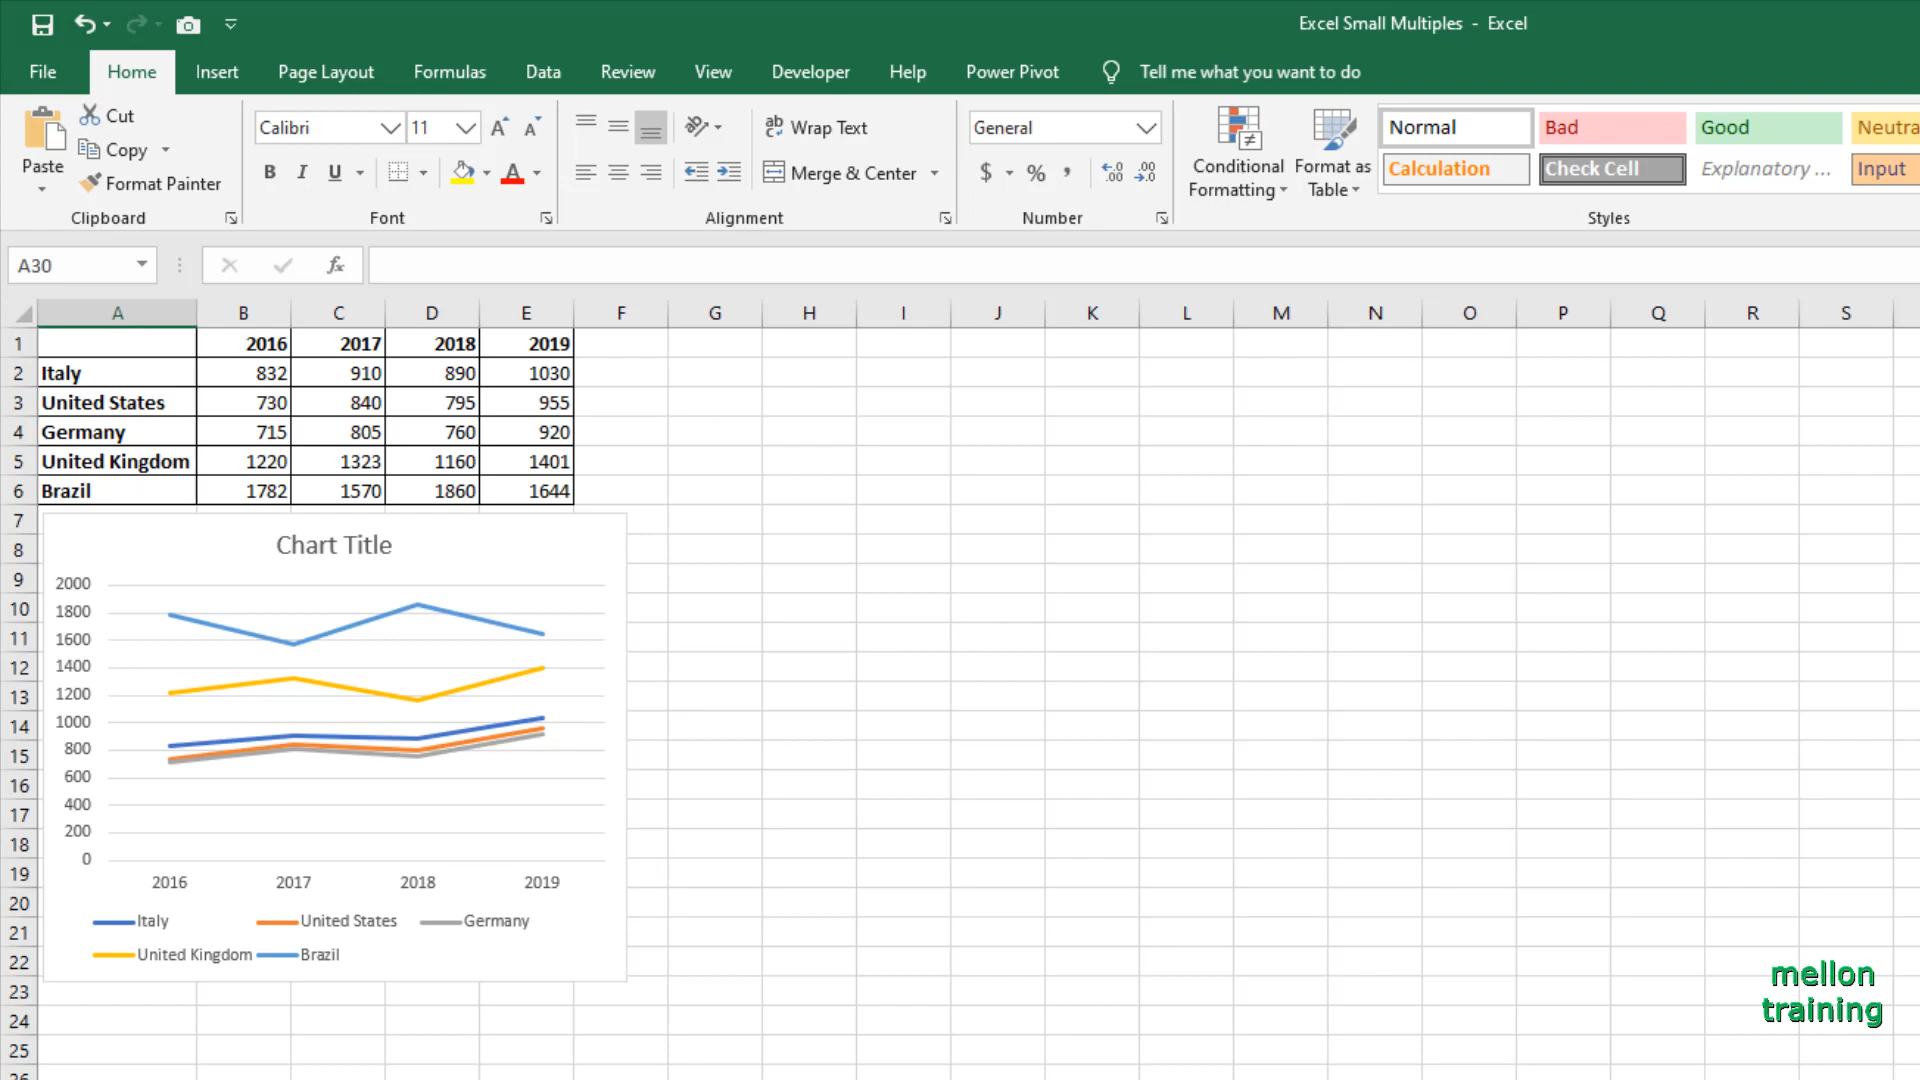 Excel Small Multiples - Excel
File Home Insert Page Layout Formulas Data Review View Developer Help Power Pivot Tell me what you want to do
Paste
Cut
Copy
Format Painter
Clipboard
Calibri 11
B I U A
Font
Wrap Text
Merge & Center
Alignment
General
$ % , .00 .00
Number
Conditional Formatting
Format as Table
Normal Bad Good
Calculation Check Cell Explanatory ... Input
Styles
A30 fx
A B C D E F G H I J K L M N O P Q R S
1 2016 2017 2018 2019
2 Italy 832 910 890 1030
3 United States 730 840 795 955
4 Germany 715 805 760 920
5 United Kingdom 1220 1323 1160 1401
6 Brazil 1782 1570 1860 1644
7
8
9
10
11
12
13
14
15
16
17
18
19
20
21
22
23
24
25
Chart Title
2000
1800
1600
1400
1200
1000
800
600
400
200
0
2016 2017 2018 2019
Italy United States Germany
United Kingdom Brazil
mellon
training